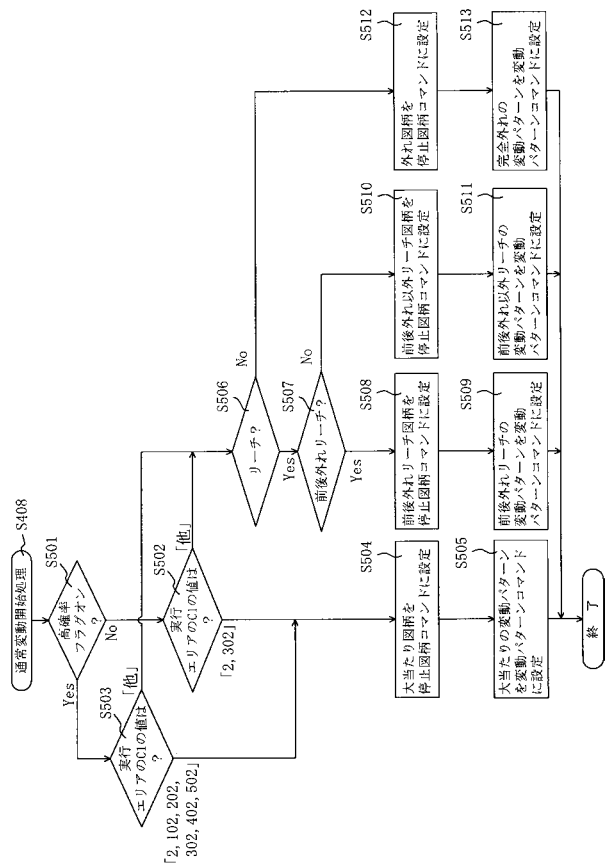 通常変動開始処理
S408
高確率
フラグオン
?
S501
Yes
No
実行
エリアのC1の値は
?
S503
「他」
「2, 102, 202,
302, 402, 502」
実行
エリアのC1の値は
?
S502
「他」
「2, 302」
リーチ?
S506
Yes
No
前後外れリーチ?
S507
Yes
No
大当たり図柄を
停止図柄コマンドに設定
S504
大当たりの変動パターン
を変動パターンコマンド
に設定
S505
前後外れリーチ図柄を
停止図柄コマンドに設定
S508
前後外れリーチの
変動パターンを変動
パターンコマンドに設定
S509
前後外れ以外リーチ図柄を
停止図柄コマンドに設定
S510
前後外れ以外リーチの
変動パターンを変動
パターンコマンドに設定
S511
外れ図柄を
停止図柄コマンドに設定
S512
完全外れの
変動パターンを変動
パターンコマンドに設定
S513
終了